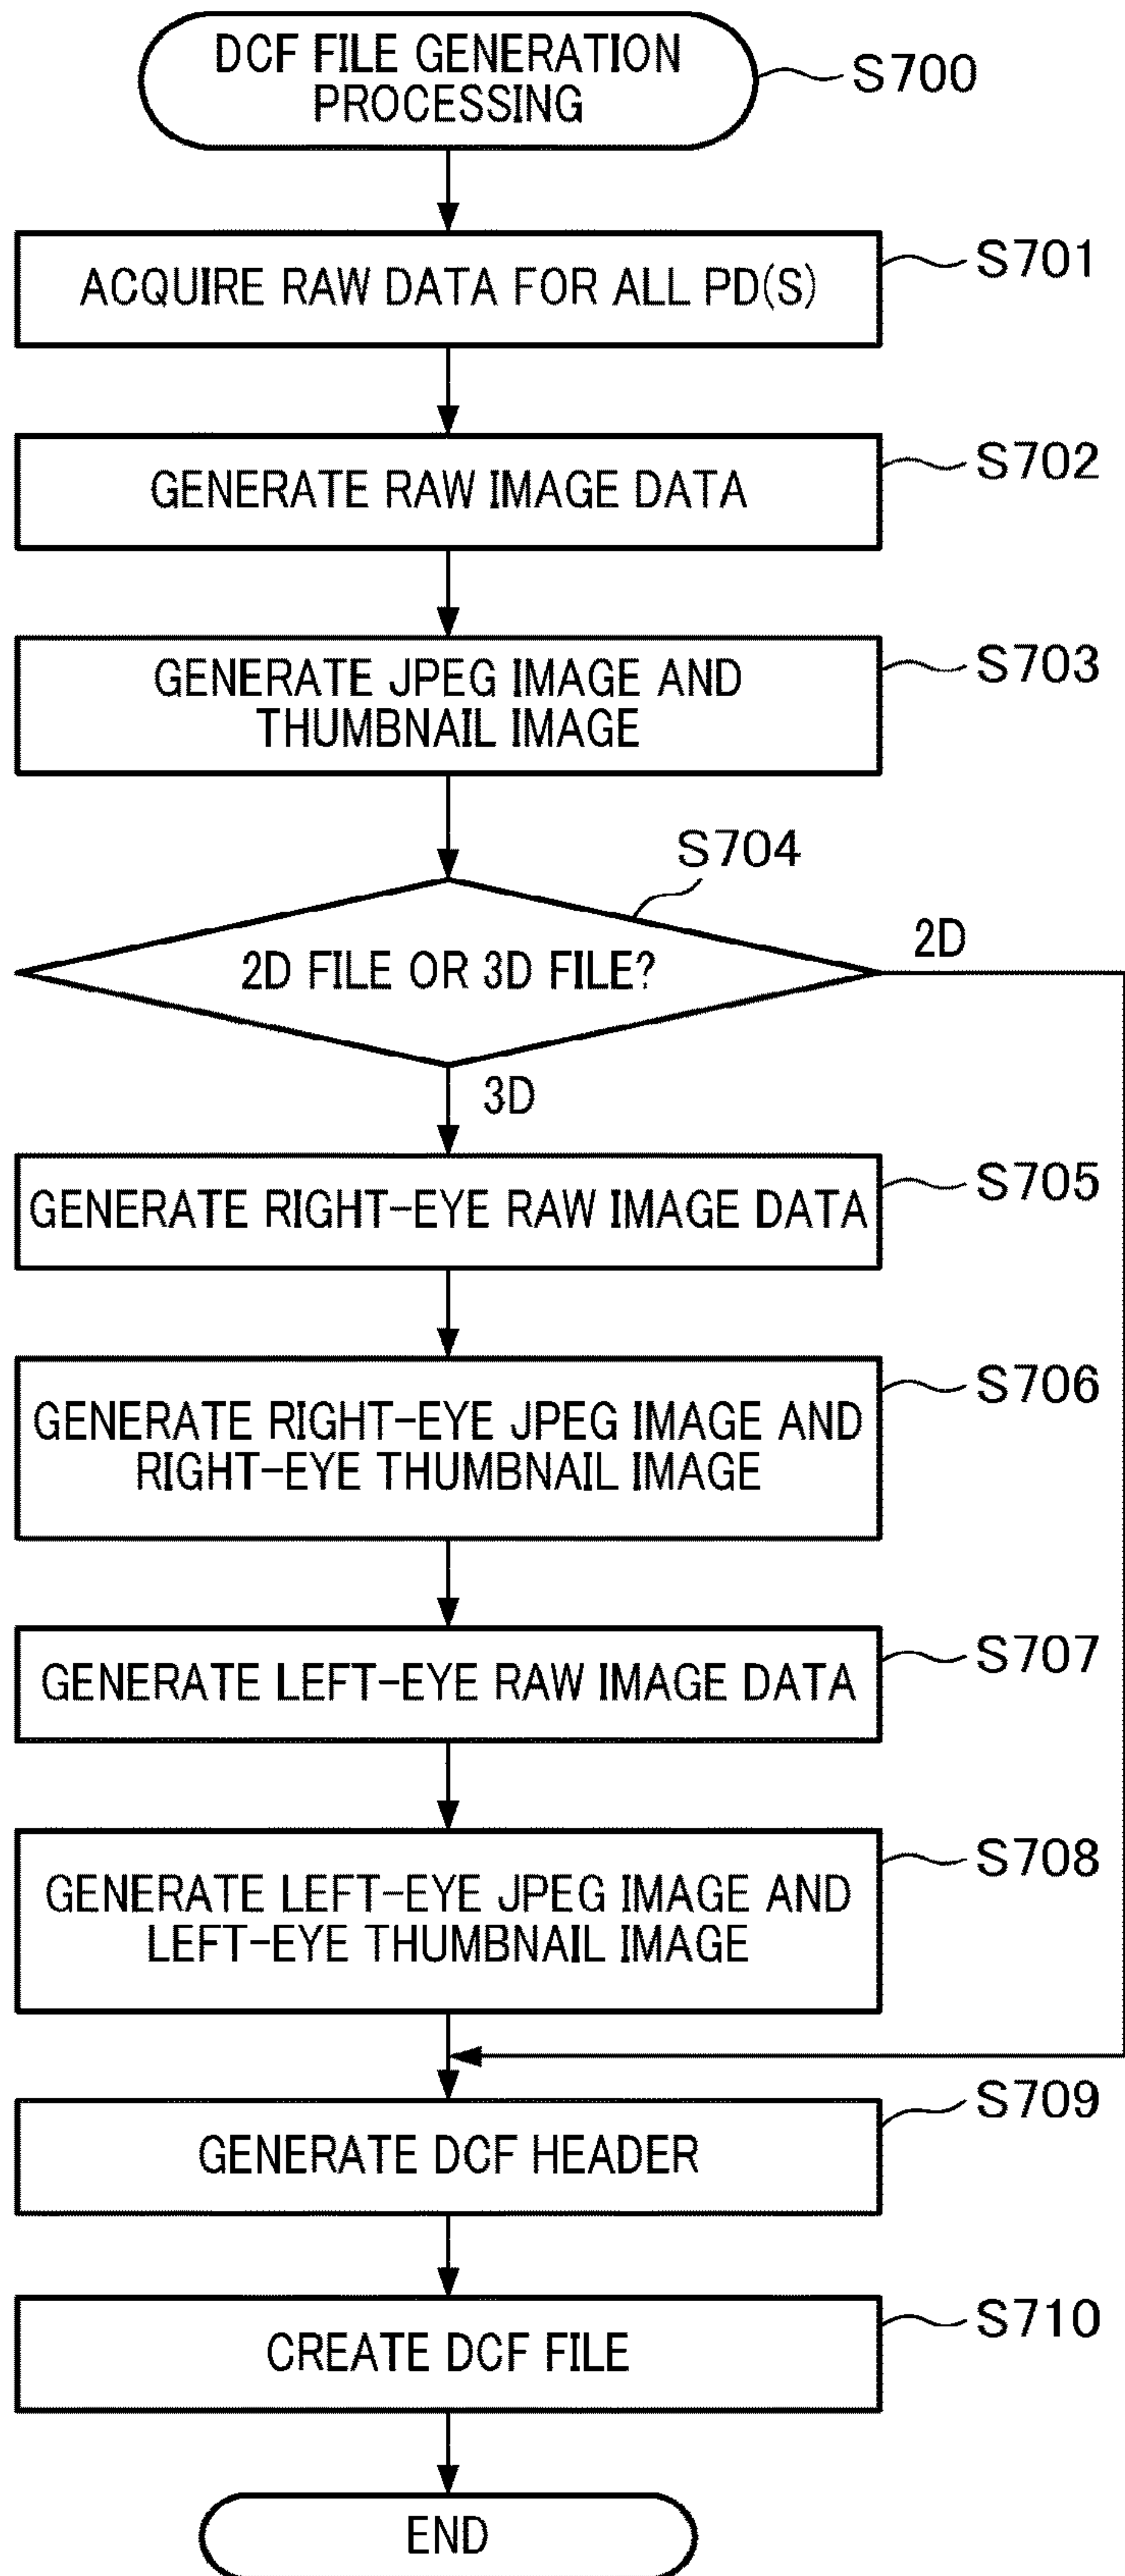 DCF FILE GENERATION
PROCESSING
S700
ACQUIRE RAW DATA FOR ALL PD(S)
S701
GENERATE RAW IMAGE DATA
S702
GENERATE JPEG IMAGE AND
THUMBNAIL IMAGE
S703
S704
2D FILE OR 3D FILE?
2D
3D
GENERATE RIGHT-EYE RAW IMAGE DATA
S705
GENERATE RIGHT-EYE JPEG IMAGE AND
RIGHT-EYE THUMBNAIL IMAGE
S706
GENERATE LEFT-EYE RAW IMAGE DATA
S707
GENERATE LEFT-EYE JPEG IMAGE AND
LEFT-EYE THUMBNAIL IMAGE
S708
GENERATE DCF HEADER
S709
CREATE DCF FILE
S710
END